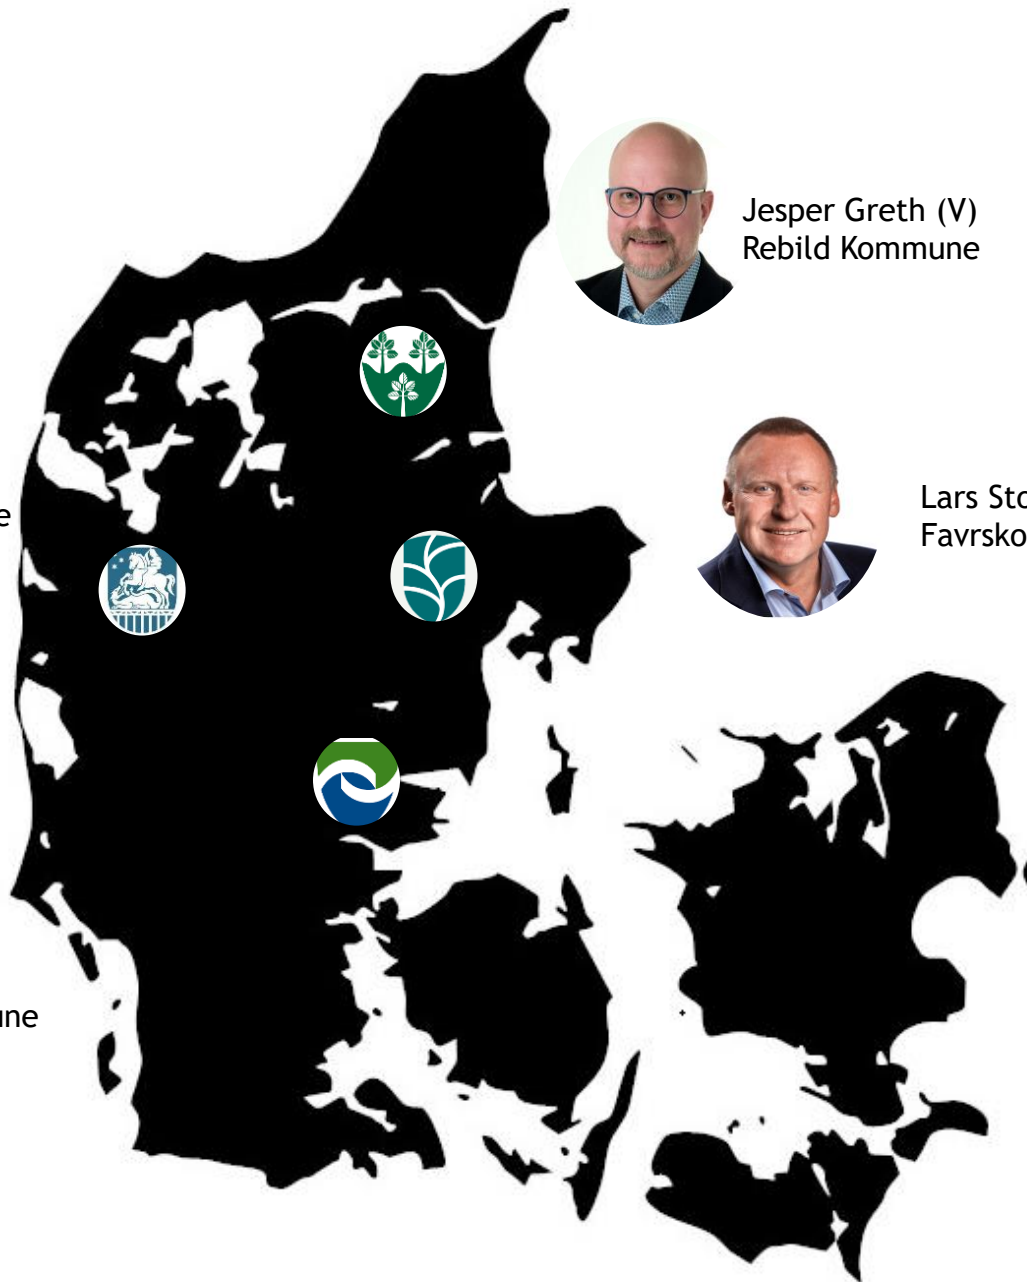 Jesper Greth (V)
Rebild Kommune
Lars Sto
Favrsko
e
une